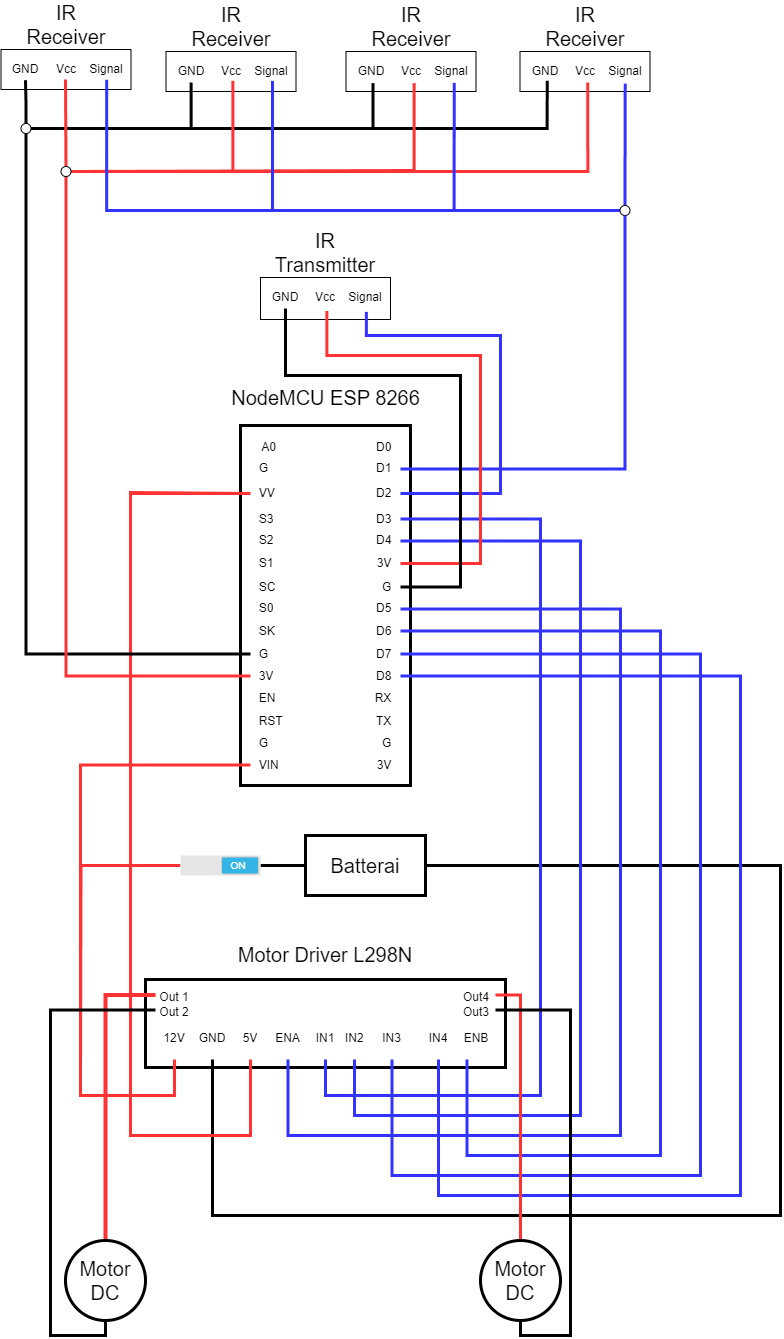 IR
Receiver
GND Vcc Signal
IR
Receiver
GND Vcc Signal
IR
Receiver
GND Vcc Signal
IR
Receiver
GND Vcc Signal
IR
Transmitter
GND Vcc Signal
NodeMCU ESP 8266
A0 D0
G D1
VV D2
S3 D3
S2 D4
S1 3V
SC G
S0 D5
SK D6
G D7
3V D8
EN RX
RST TX
G G
VIN 3V
ON
Batterai
Motor Driver L298N
Out 1 Out4
Out 2 Out3
12V GND 5V ENA IN1 IN2 IN3 IN4 ENB
Motor
DC
Motor
DC